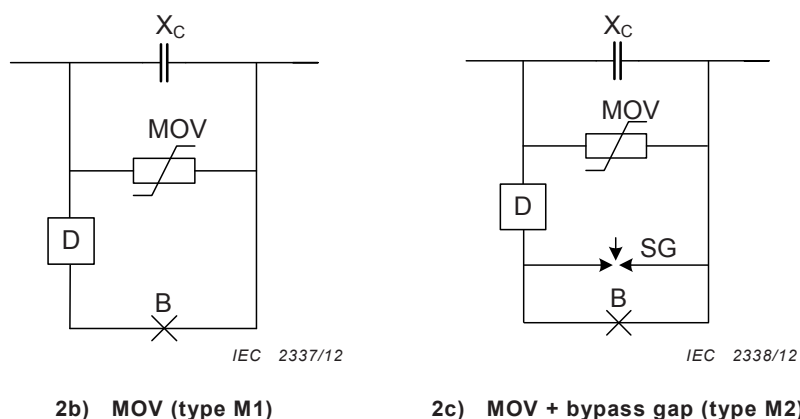 X_C
MOV
D
B
IEC 2337/12
2b) MOV (type M1)
X_C
MOV
D
SG
B
IEC 2338/12
2c) MOV + bypass gap (type M2)